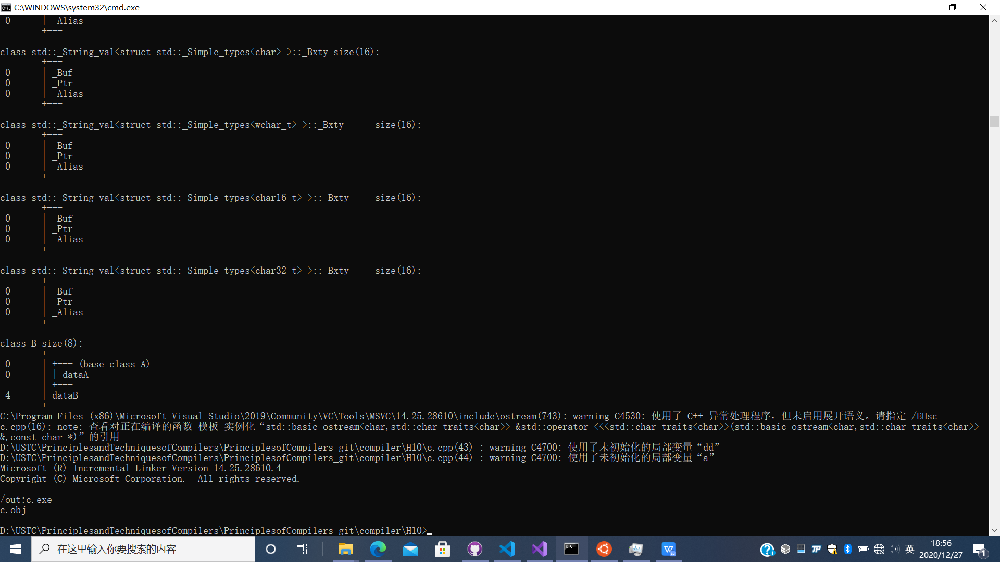 C:\WINDOWS\system32\cmd.exe
0 | _Alias
+---
class std::_String_val<struct std::_Simple_types<char> >::_Bxty size(16):
+---
0 | _Buf
0 | _Ptr
0 | _Alias
+---
class std::_String_val<struct std::_Simple_types<wchar_t> >::_Bxty size(16):
+---
0 | _Buf
0 | _Ptr
0 | _Alias
+---
class std::_String_val<struct std::_Simple_types<char16_t> >::_Bxty size(16):
+---
0 | _Buf
0 | _Ptr
0 | _Alias
+---
class std::_String_val<struct std::_Simple_types<char32_t> >::_Bxty size(16):
+---
0 | _Buf
0 | _Ptr
0 | _Alias
+---
class B size(8):
+---
0 | +--- (base class A)
0 | | dataA
| +---
4 | dataB
+---
C:\Program Files (x86)\Microsoft Visual Studio\2019\Community\VC\Tools\MSVC\14.25.28610\include\ostream(743): warning C4530: 使用了 C++ 异常处理程序，但未启用展开语义。请指定 /EHsc
c.cpp(16): note: 查看对正在编译的函数 模板 实例化“std::basic_ostream<char,std::char_traits<char>> &std::operator <<<std::char_traits<char>>(std::basic_ostream<char,std::char_traits<char>>
&,const char *)”的引用
D:\USTC\PrinciplesandTechniquesofCompilers\PrinciplesofCompilers_git\compiler\H10\c.cpp(43) : warning C4700: 使用了未初始化的局部变量“dd”
D:\USTC\PrinciplesandTechniquesofCompilers\PrinciplesofCompilers_git\compiler\H10\c.cpp(44) : warning C4700: 使用了未初始化的局部变量“a”
Microsoft (R) Incremental Linker Version 14.25.28610.4
Copyright (C) Microsoft Corporation.  All rights reserved.
/out:c.exe
c.obj
D:\USTC\PrinciplesandTechniquesofCompilers\PrinciplesofCompilers_git\compiler\H10>
在这里输入你要搜索的内容
英
18:56
2020/12/27
1